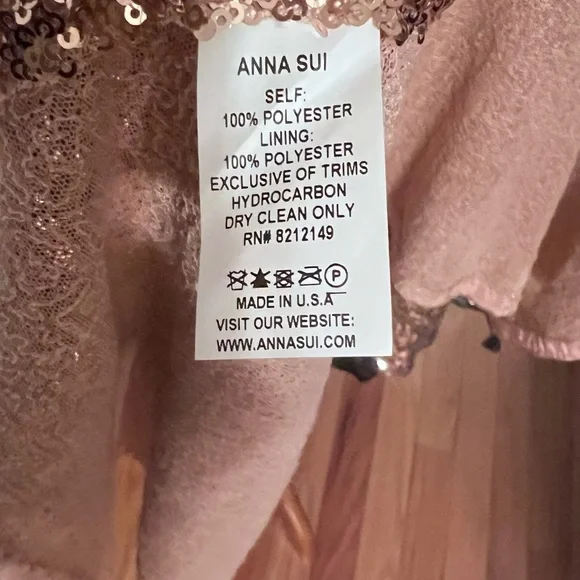 ANNA SUI
SELF:
100% POLYESTER
LINING:
100% POLYESTER
EXCLUSIVE OF TRIMS
HYDROCARBON
DRY CLEAN ONLY
RN# 8212149
P
MADE IN U.S.A
VISIT OUR WEBSITE:
WWW.ANNASUI.COM